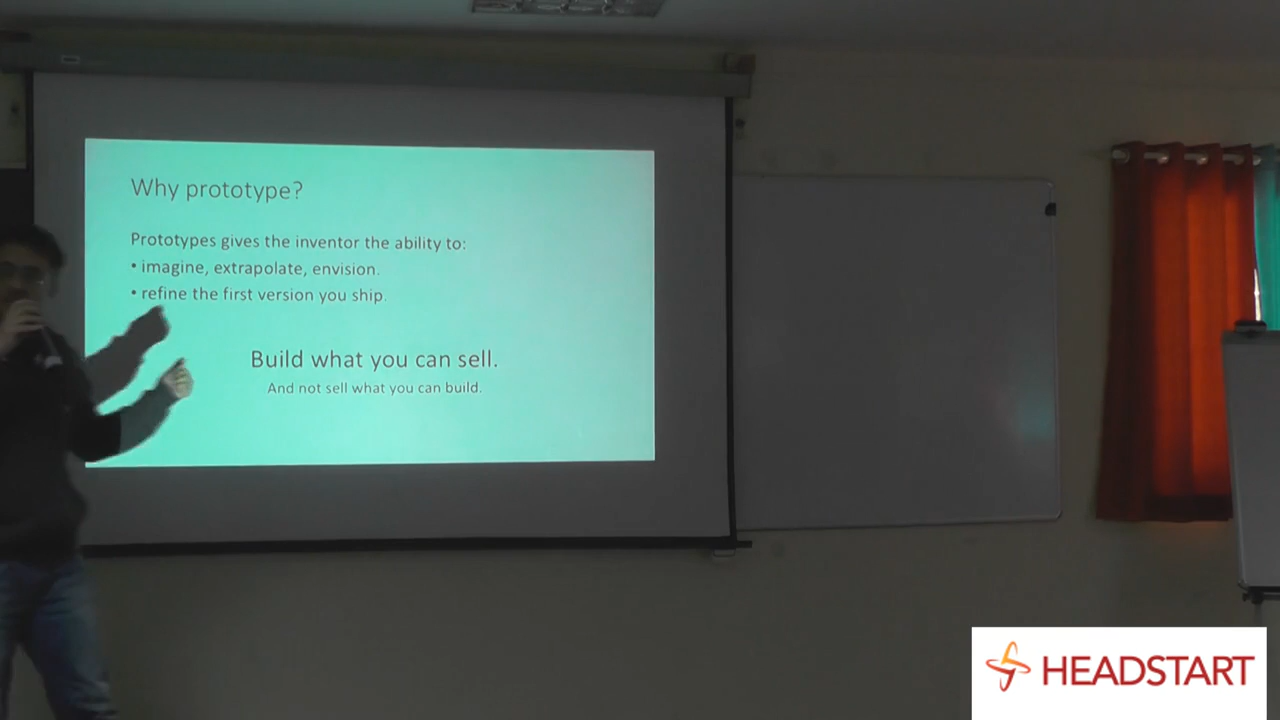 Why prototype?
Prototypes gives the inventor the ability to:
• imagine, extrapolate, envision.
• refine the first version you ship.
Build what you can sell.
And not sell what you can build.
HEADSTART